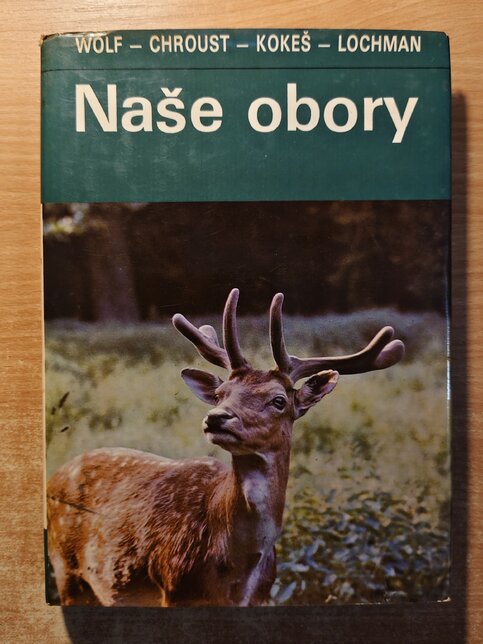 WOLF – CHROUST – KOKEŠ – LOCHMAN
Naše obory